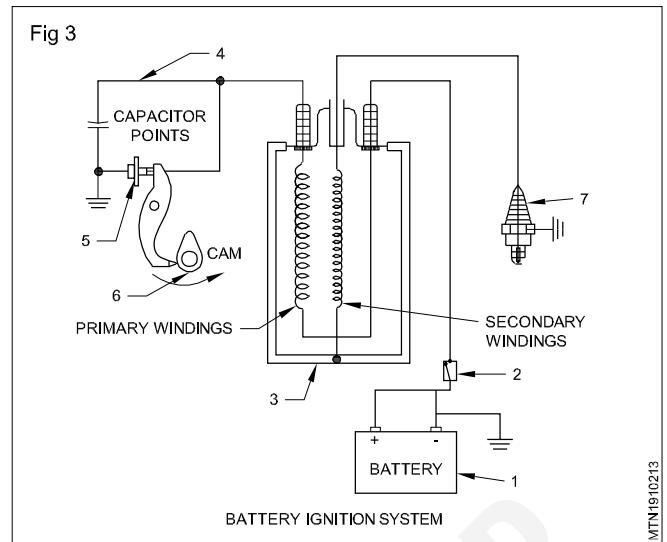 Fig 3
4
CAPACITOR
POINTS
5
CAM
6
7
PRIMARY WINDINGS
SECONDARY
WINDINGS
3
2
+ -
BATTERY
1
BATTERY IGNITION SYSTEM
MTN1910213